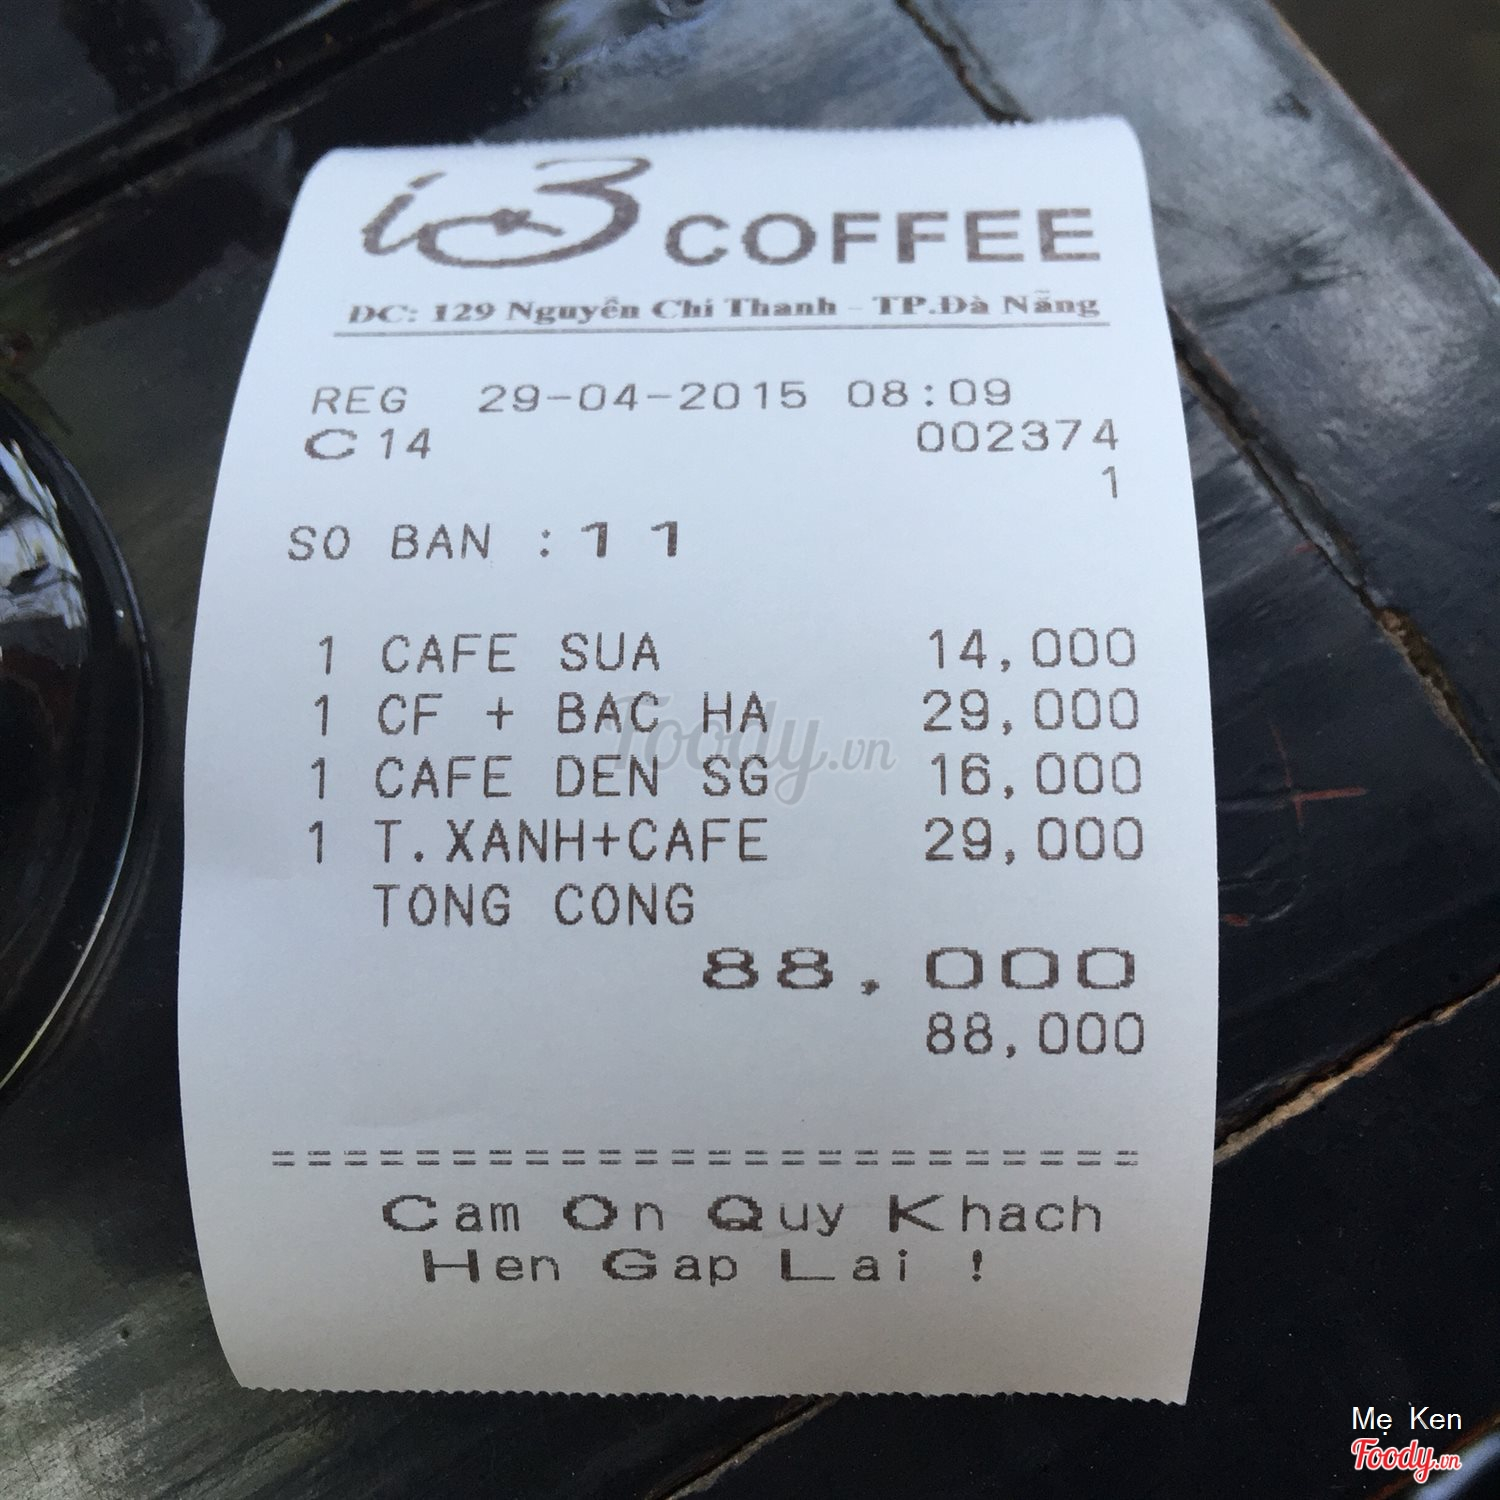 i3 COFFEE
ĐC: 129 Nguyễn Chí Thanh - TP.Đà Nẵng
REG 29-04-2015 08:09
C14 002374
1
SO BAN :11
1 CAFE SUA 14,000
1 CF + BAC HA 29,000
1 CAFE DEN SG 16,000
1 T.XANH+CAFE 29,000
TONG CONG
88,000
88,000
========================
Cam On Quy Khach
Hen Gap Lai !
Foody.vn
Mẹ Ken
Foody.vn